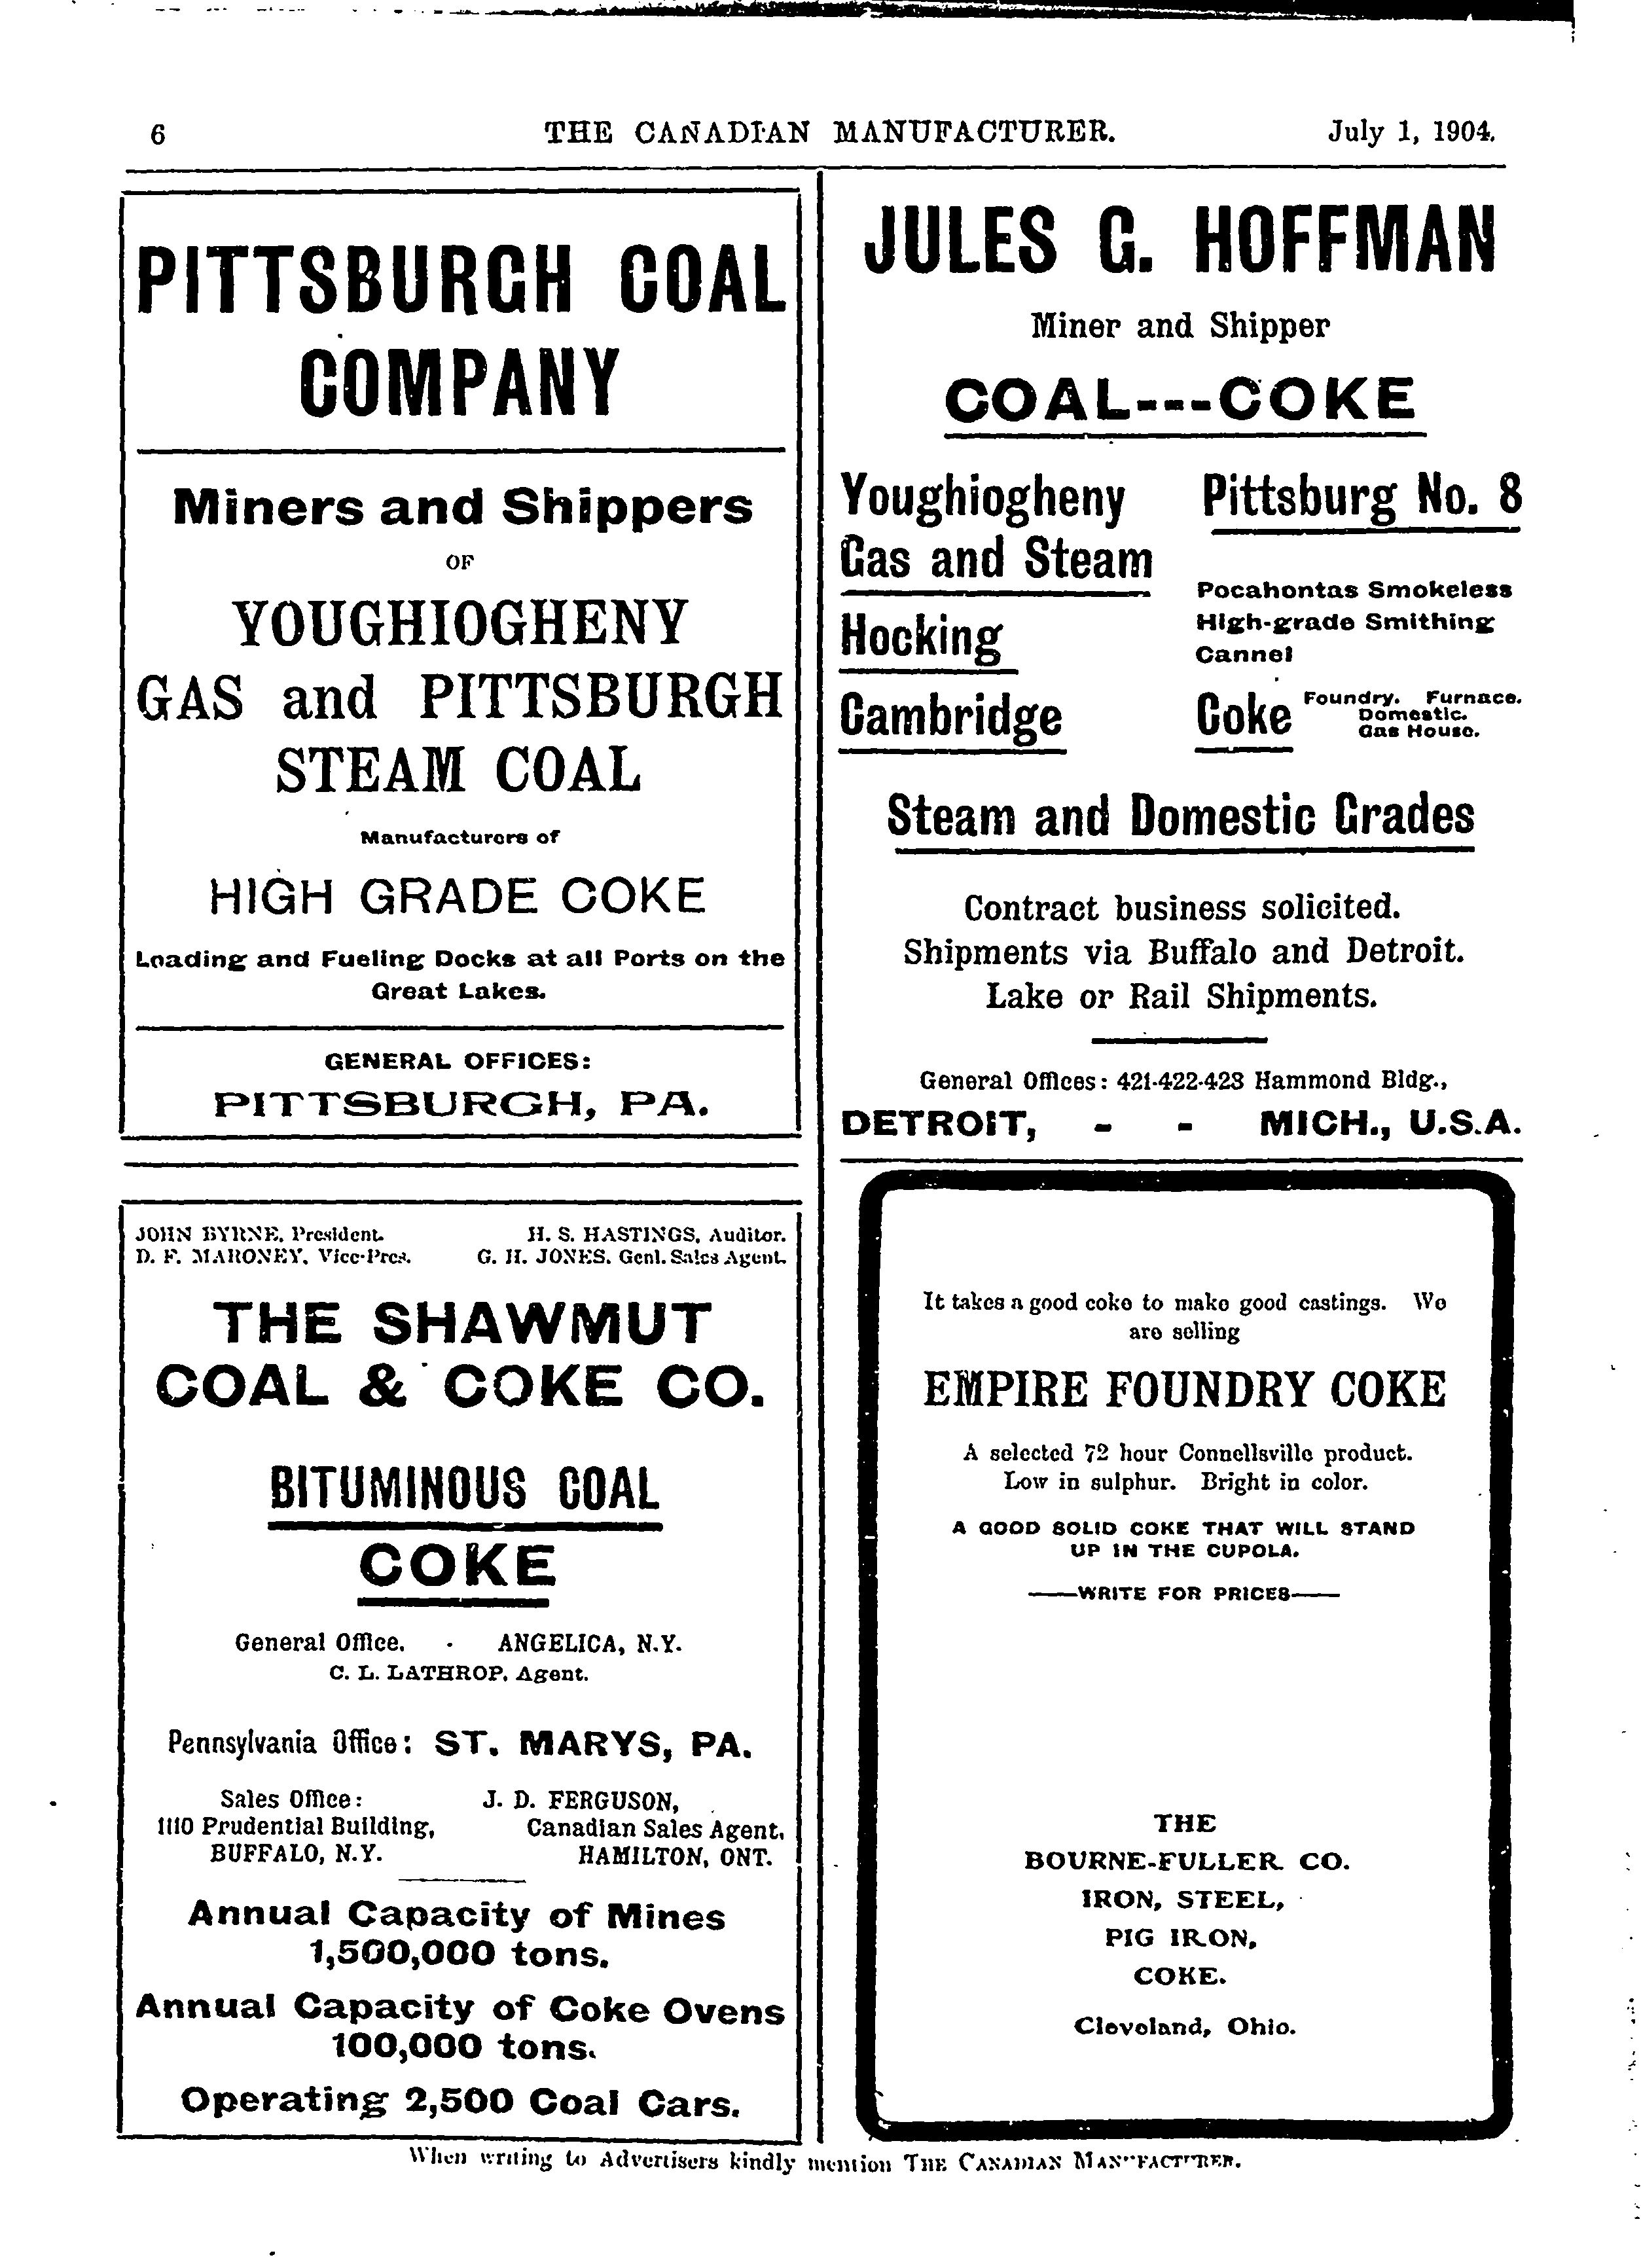 6 THE CANADIAN MANUFACTURER. July 1, 1904.
PITTSBURGH COAL
COMPANY
Miners and Shippers
OF
YOUGHIOGHENY
GAS and PITTSBURGH
STEAM COAL
Manufacturers of
HIGH GRADE COKE
Loading and Fueling Docks at all Ports on the
Great Lakes.
GENERAL OFFICES:
PITTSBURGH, PA.
JOHN BYRNE, President. H. S. HASTINGS, Auditor.
D. F. MARONEY, Vice-Pres. G. H. JONES, Genl. Sales Agent.
THE SHAWMUT
COAL & COKE CO.
BITUMINOUS COAL
COKE
General Office, - ANGELICA, N.Y.
C. L. LATHROP, Agent.
Pennsylvania Office: ST. MARYS, PA.
Sales Office: J. D. FERGUSON,
1110 Prudential Building, Canadian Sales Agent,
BUFFALO, N.Y. HAMILTON, ONT.
Annual Capacity of Mines
1,500,000 tons.
Annual Capacity of Coke Ovens
100,000 tons.
Operating 2,500 Coal Cars.
JULES G. HOFFMAN
Miner and Shipper
COAL---COKE
Youghiogheny
Gas and Steam
Hocking
Cambridge
Pittsburg No. 8
Pocahontas Smokeless
High-grade Smithing
Cannel
Coke Foundry. Furnace.
Domestic.
Gas House.
Steam and Domestic Grades
Contract business solicited.
Shipments via Buffalo and Detroit.
Lake or Rail Shipments.
General Offices: 421-422-423 Hammond Bldg.,
DETROIT, - - MICH., U.S.A.
It takes a good coke to make good castings. We
are selling
EMPIRE FOUNDRY COKE
A selected 72 hour Connellsville product.
Low in sulphur. Bright in color.
A GOOD SOLID COKE THAT WILL STAND
UP IN THE CUPOLA.
——WRITE FOR PRICES——
THE
BOURNE-FULLER CO.
IRON, STEEL,
PIG IRON,
COKE.
Cleveland, Ohio.
When writing to Advertisers kindly mention THE CANADIAN MANUFACTURER.